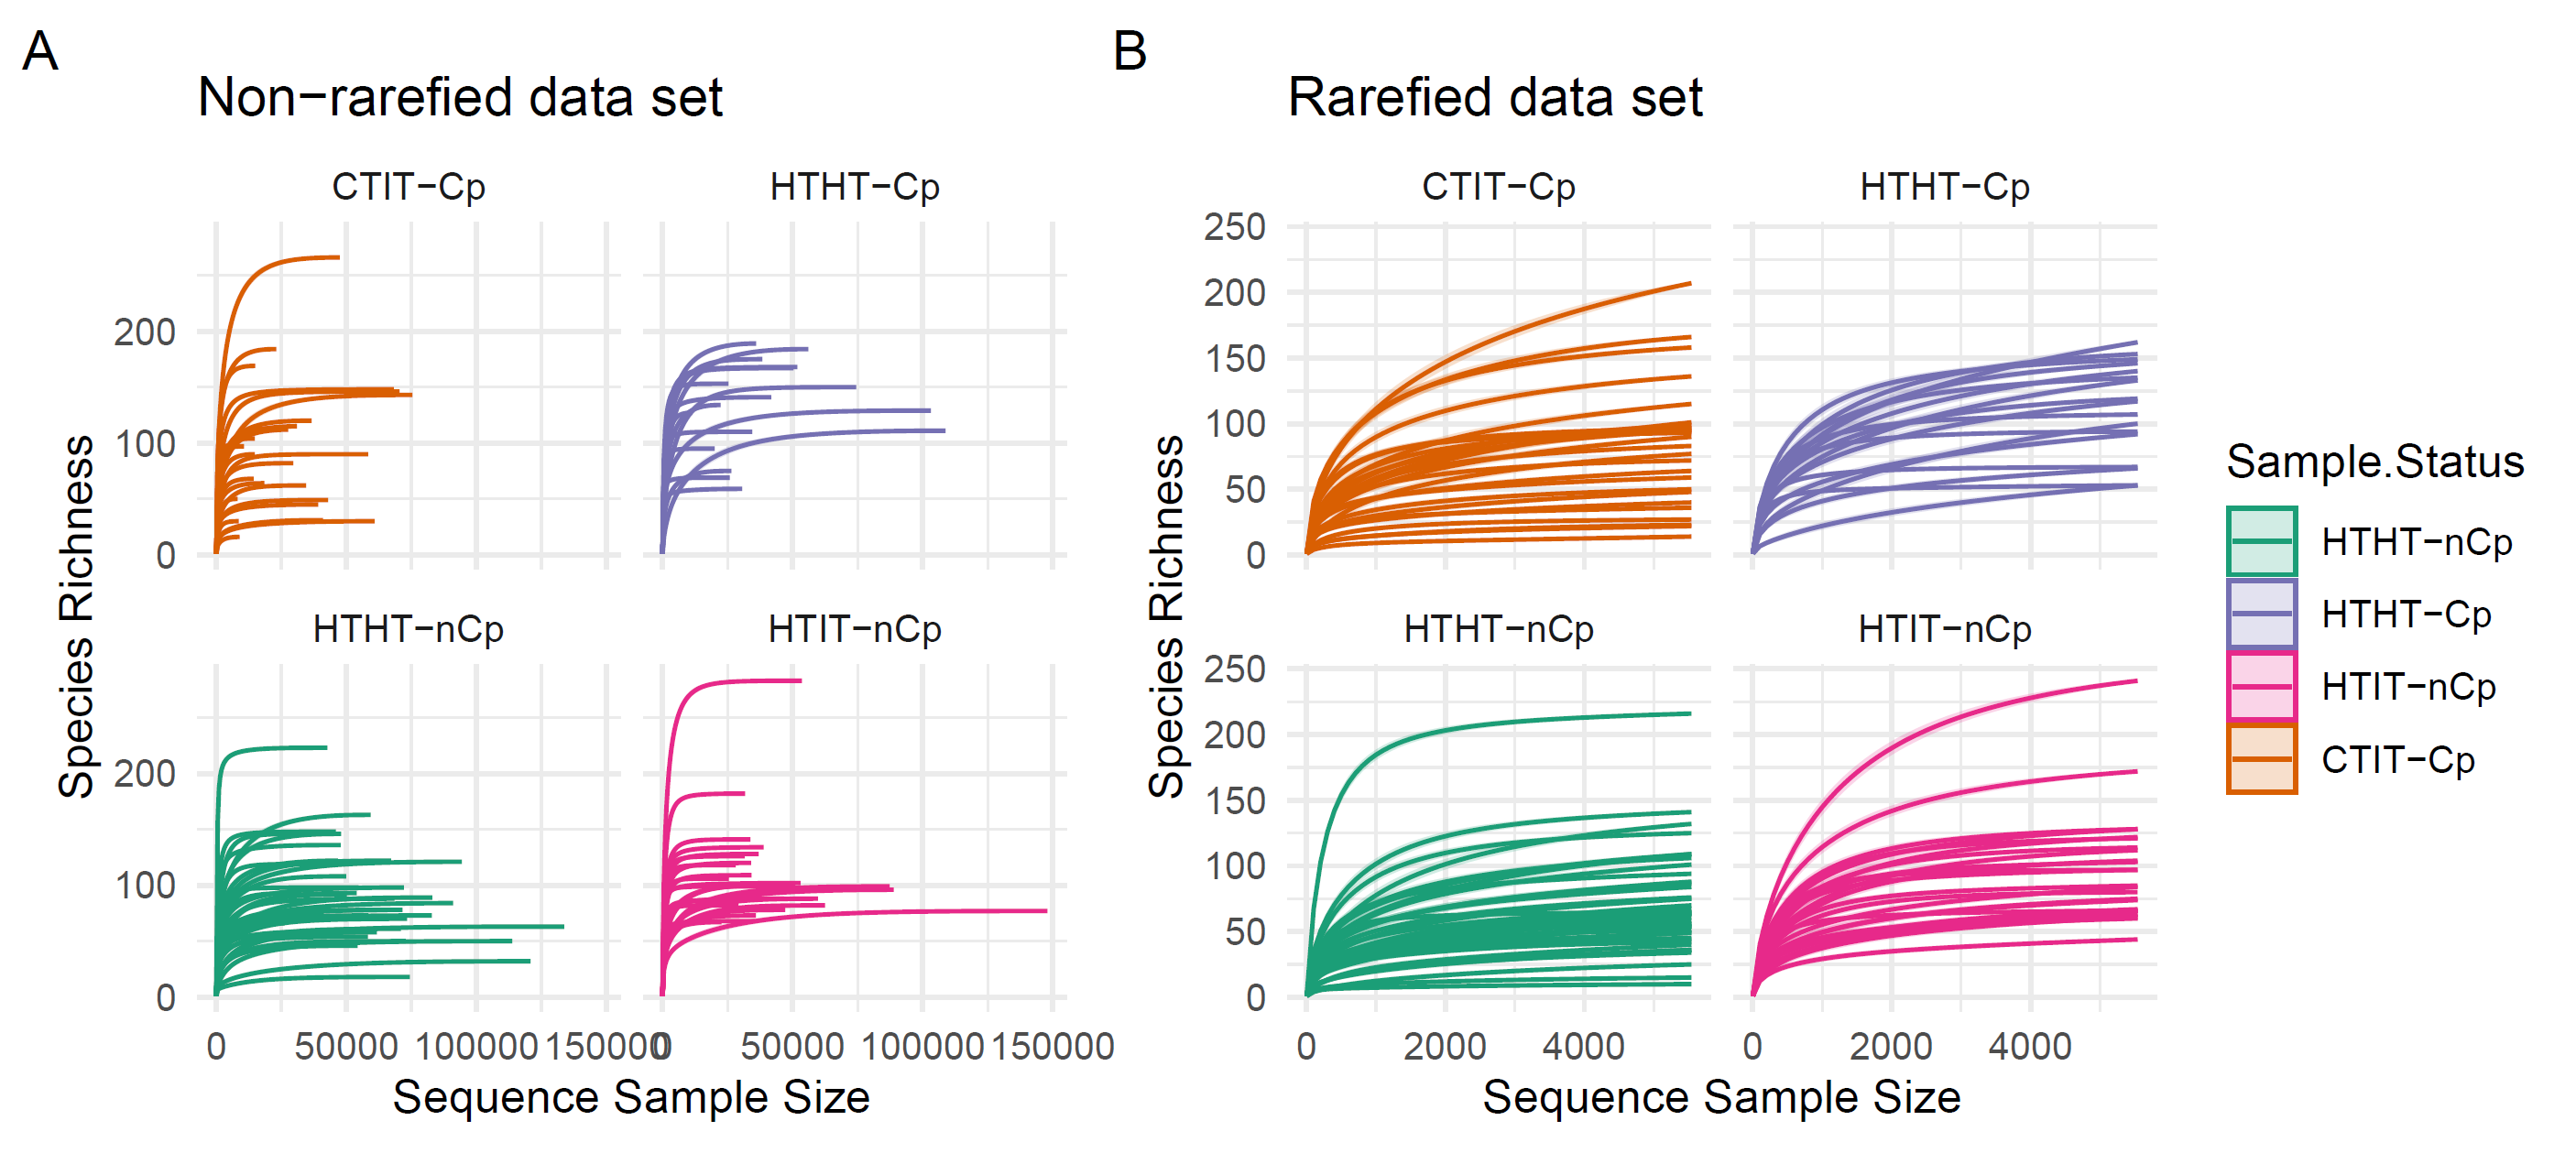 A
Non−rarefied data set
CTIT−Cp
HTHT−Cp
200
100
0
HTHT−nCp
HTIT−nCp
200
100
0
Species Richness
0 50000 100000 150000
0 50000 100000 150000
Sequence Sample Size
B
Rarefied data set
CTIT−Cp
HTHT−Cp
250
200
150
100
50
0
HTHT−nCp
HTIT−nCp
250
200
150
100
50
0
Species Richness
0 2000 4000
0 2000 4000
Sequence Sample Size
Sample.Status
HTHT−nCp
HTHT−Cp
HTIT−nCp
CTIT−Cp